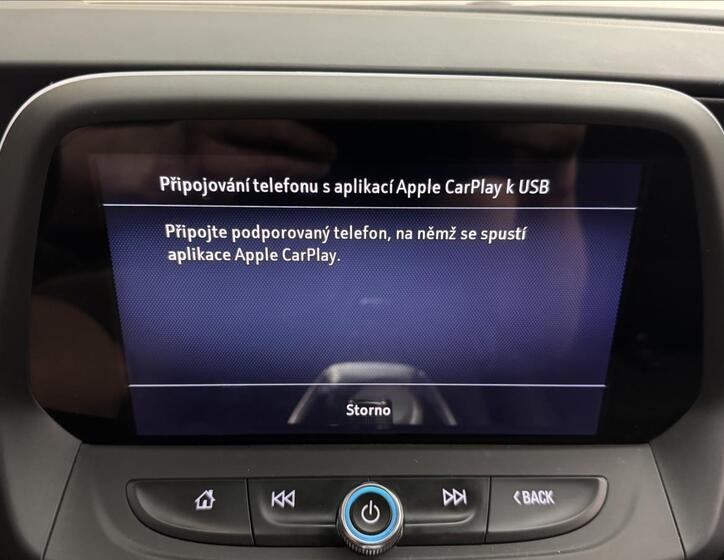 Připojování telefonu s aplikací Apple CarPlay k USB
Připojte podporovaný telefon, na němž se spustí
aplikace Apple CarPlay.
Storno
BACK